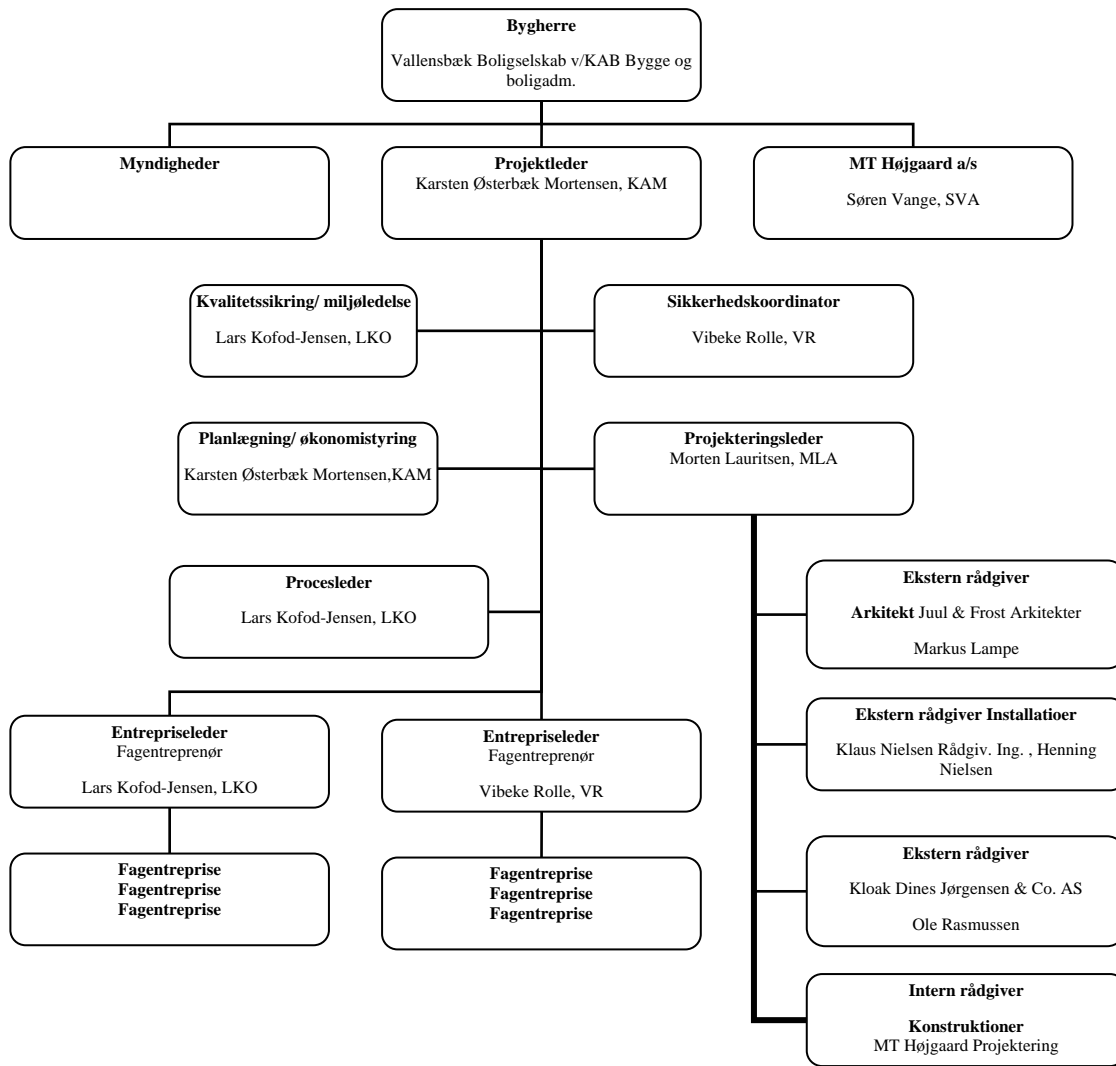 Bygherre
Vallensbæk Boligselskab v/KAB Bygge og
boligadm.
Myndigheder
Projektleder
Karsten Østerbæk Mortensen, KAM
MT Højgaard a/s
Søren Vange, SVA
Kvalitetssikring/ miljøledelse
Lars Kofod-Jensen, LKO
Sikkerhedskoordinator
Vibeke Rolle, VR
Planlægning/ økonomistyring
Karsten Østerbæk Mortensen,KAM
Projekteringsleder
Morten Lauritsen, MLA
Procesleder
Lars Kofod-Jensen, LKO
Ekstern rådgiver
Arkitekt Juul & Frost Arkitekter
Markus Lampe
Entrepriseleder
Fagentreprenør
Lars Kofod-Jensen, LKO
Entrepriseleder
Fagentreprenør
Vibeke Rolle, VR
Ekstern rådgiver Installatioer
Klaus Nielsen Rådgiv. Ing. , Henning
Nielsen
Fagentreprise
Fagentreprise
Fagentreprise
Fagentreprise
Fagentreprise
Fagentreprise
Ekstern rådgiver
Kloak Dines Jørgensen & Co. AS
Ole Rasmussen
Intern rådgiver
Konstruktioner
MT Højgaard Projektering